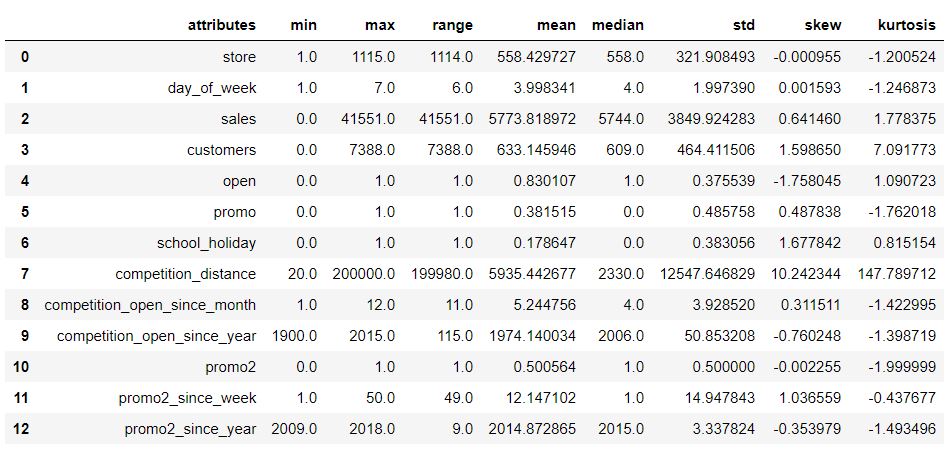 attributes min max range mean median std skew kurtosis
0 store 1.0 1115.0 1114.0 558.429727 558.0 321.908493 -0.000955 -1.200524
1 day_of_week 1.0 7.0 6.0 3.998341 4.0 1.997390 0.001593 -1.246873
2 sales 0.0 41551.0 41551.0 5773.818972 5744.0 3849.924283 0.641460 1.778375
3 customers 0.0 7388.0 7388.0 633.145946 609.0 464.411506 1.598650 7.091773
4 open 0.0 1.0 1.0 0.830107 1.0 0.375539 -1.758045 1.090723
5 promo 0.0 1.0 1.0 0.381515 0.0 0.485758 0.487838 -1.762018
6 school_holiday 0.0 1.0 1.0 0.178647 0.0 0.383056 1.677842 0.815154
7 competition_distance 20.0 200000.0 199980.0 5935.442677 2330.0 12547.646829 10.242344 147.789712
8 competition_open_since_month 1.0 12.0 11.0 5.244756 4.0 3.928520 0.311511 -1.422995
9 competition_open_since_year 1900.0 2015.0 115.0 1974.140034 2006.0 50.853208 -0.760248 -1.398719
10 promo2 0.0 1.0 1.0 0.500564 1.0 0.500000 -0.002255 -1.999999
11 promo2_since_week 1.0 50.0 49.0 12.147102 1.0 14.947843 1.036559 -0.437677
12 promo2_since_year 2009.0 2018.0 9.0 2014.872865 2015.0 3.337824 -0.353979 -1.493496